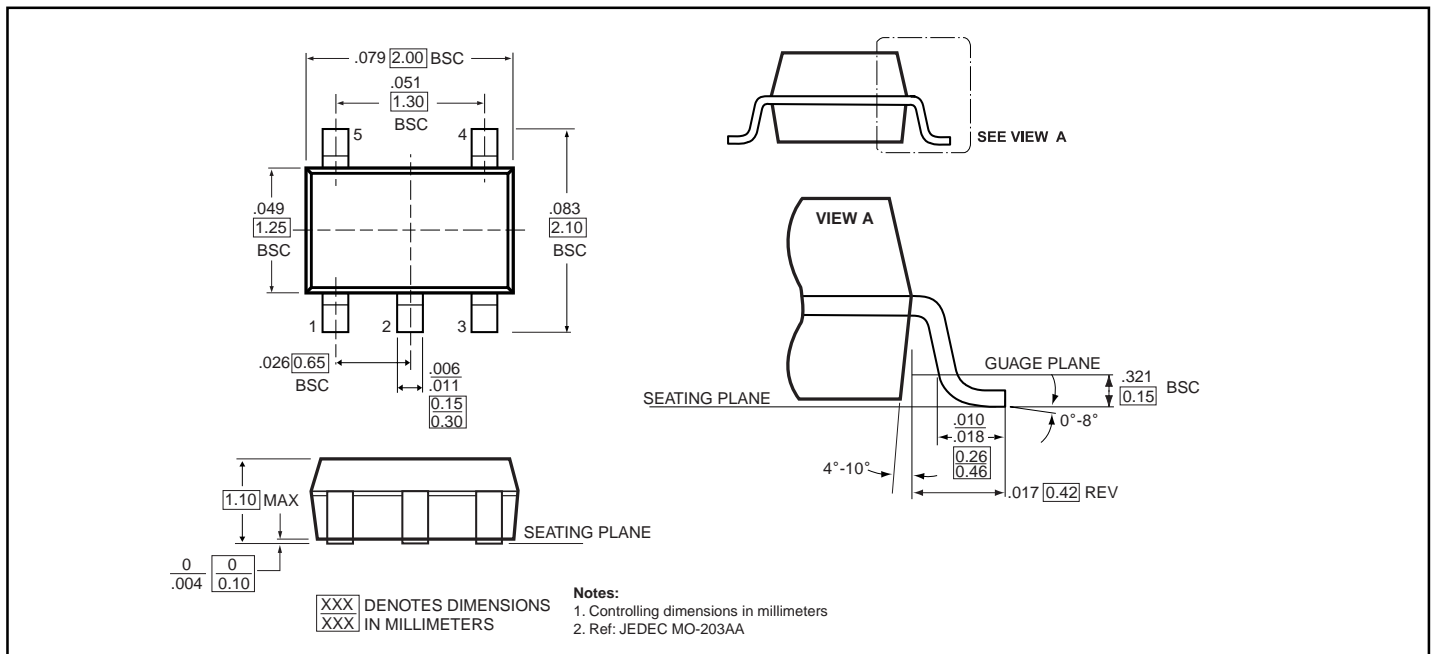 .079 2.00 BSC
.051
1.30
BSC
5
4
.049
1.25
BSC
.083
2.10
BSC
1
2
3
.026 0.65
BSC
.006
.011
0.15
0.30
1.10 MAX
SEATING PLANE
0
.004
0
0.10
XXX
XXX
DENOTES DIMENSIONS
IN MILLIMETERS
Notes:
1. Controlling dimensions in millimeters
2. Ref: JEDEC MO-203AA
SEE VIEW A
VIEW A
GUAGE PLANE
SEATING PLANE
.321
0.15
BSC
0°-8°
.010
.018
0.26
0.46
4°-10°
.017 0.42 REV